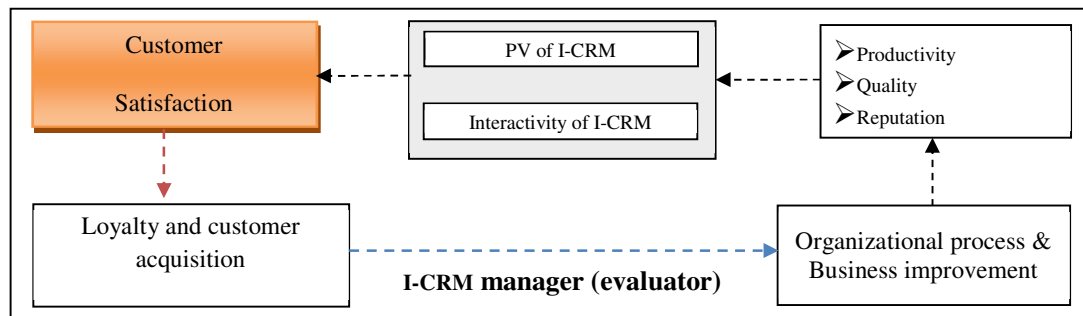 Customer
Satisfaction
PV of I-CRM
Interactivity of I-CRM
Productivity
Quality
Reputation
Loyalty and customer
acquisition
I-CRM manager (evaluator)
Organizational process &
Business improvement